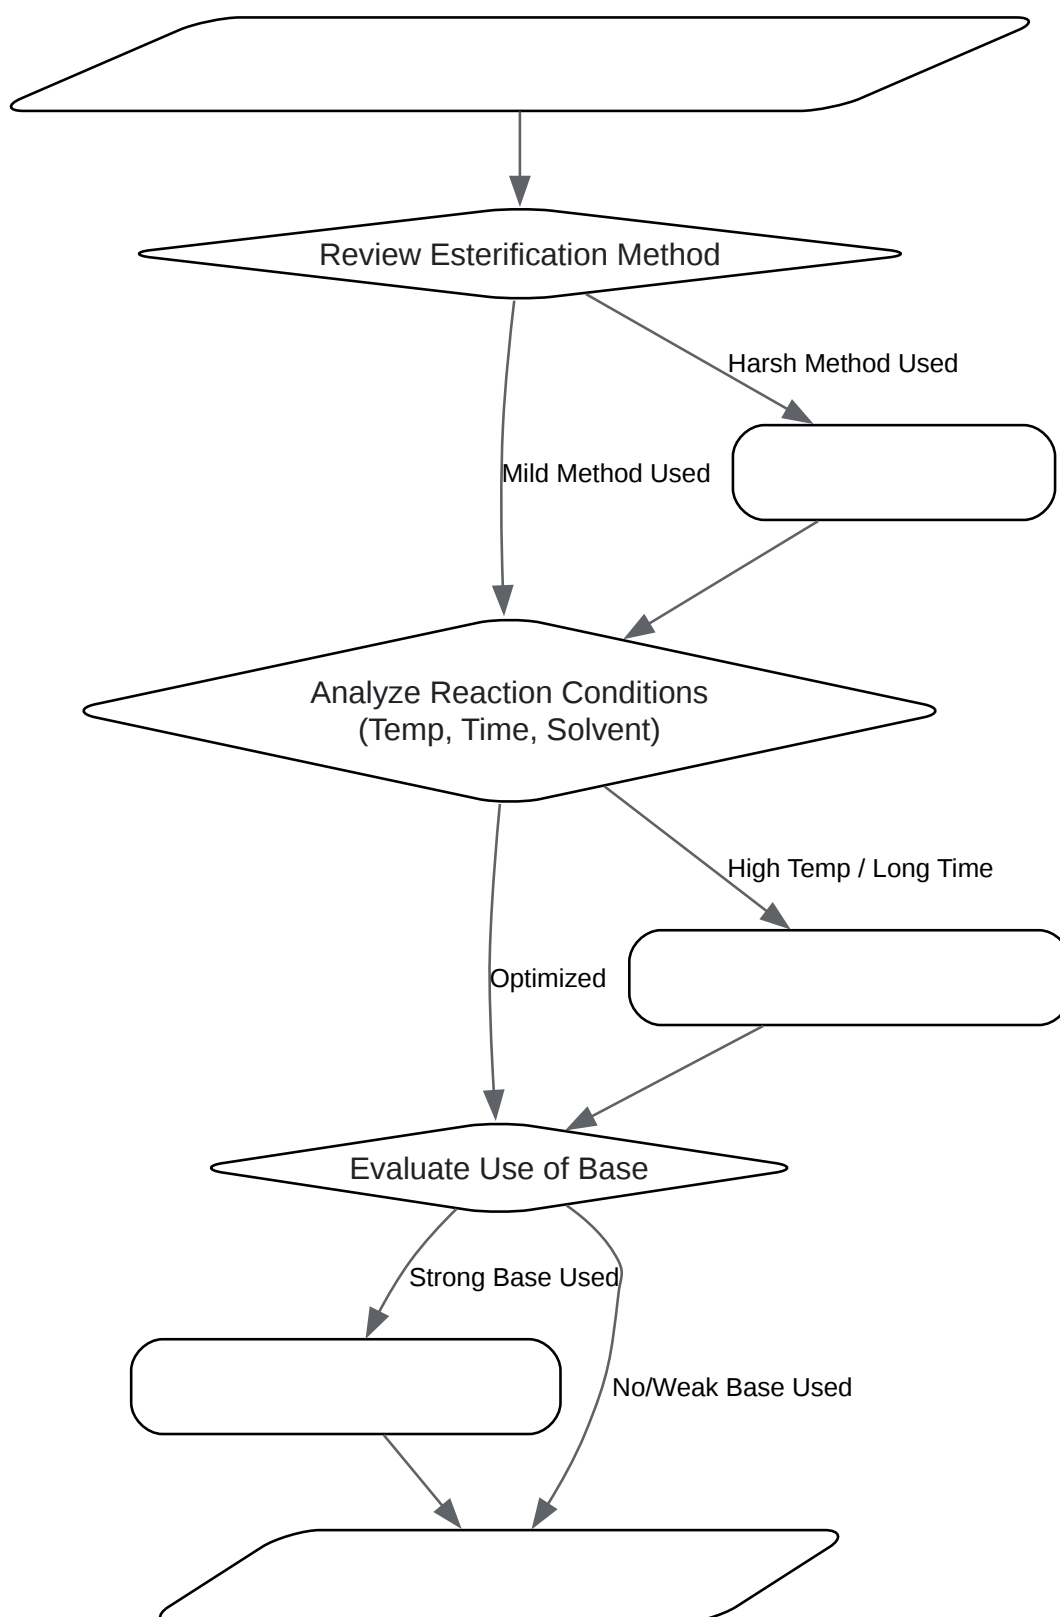 Review Esterification Method
Harsh Method Used
Mild Method Used
Analyze Reaction Conditions
(Temp, Time, Solvent)
High Temp / Long Time
Optimized
Evaluate Use of Base
Strong Base Used
No/Weak Base Used